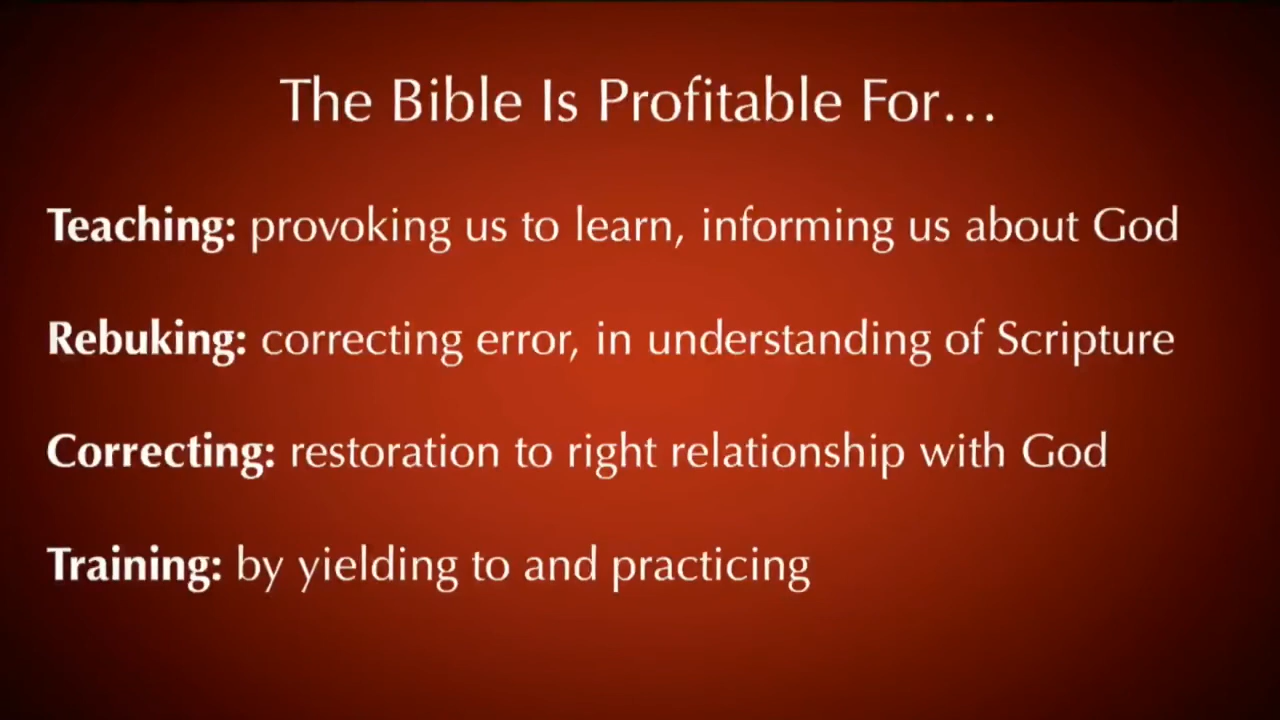 The Bible Is Profitable For…
Teaching: provoking us to learn, informing us about God
Rebuking: correcting error, in understanding of Scripture
Correcting: restoration to right relationship with God
Training: by yielding to and practicing